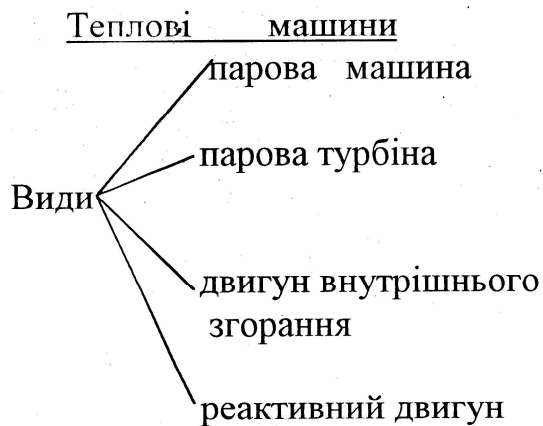 Теплові машини
парова машина
парова турбіна
Види
двигун внутрішнього
згорання
реактивний двигун